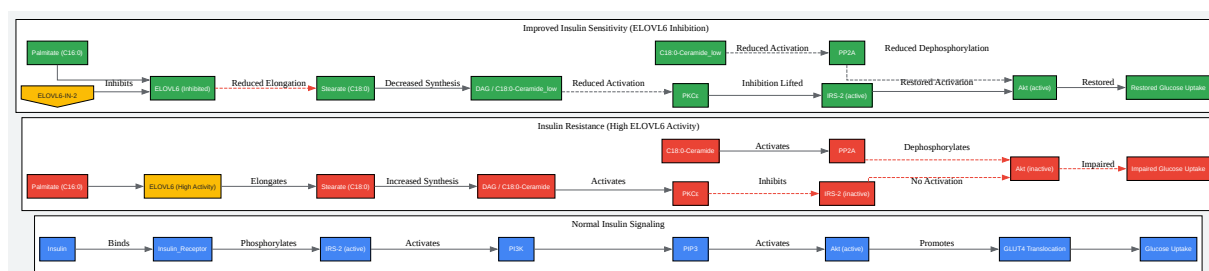 Improved Insulin Sensitivity (ELOVL6 Inhibition)
Palmitate (C16:0)
C18:0-Ceramide_low
Reduced Activation
PP2A
Reduced Dephosphorylation
ELOVL6-IN-2
Inhibits
ELOVL6 (Inhibited)
Reduced Elongation
Stearate (C18:0)
Decreased Synthesis
DAG / C18:0-Ceramide_low
Reduced Activation
PKCε
Inhibition Lifted
IRS-2 (active)
Restored Activation
Akt (active)
Restored
Restored Glucose Uptake
Insulin Resistance (High ELOVL6 Activity)
C18:0-Ceramide
Activates
PP2A
Dephosphorylates
Palmitate (C16:0)
ELOVL6 (High Activity)
Elongates
Stearate (C18:0)
Increased Synthesis
DAG / C18:0-Ceramide
Activates
PKCε
Inhibits
IRS-2 (inactive)
No Activation
Akt (inactive)
Impaired
Impaired Glucose Uptake
Normal Insulin Signaling
Insulin
Binds
Insulin_Receptor
Phosphorylates
IRS-2 (active)
Activates
PI3K
PIP3
Activates
Akt (active)
Promotes
GLUT4 Translocation
Glucose Uptake